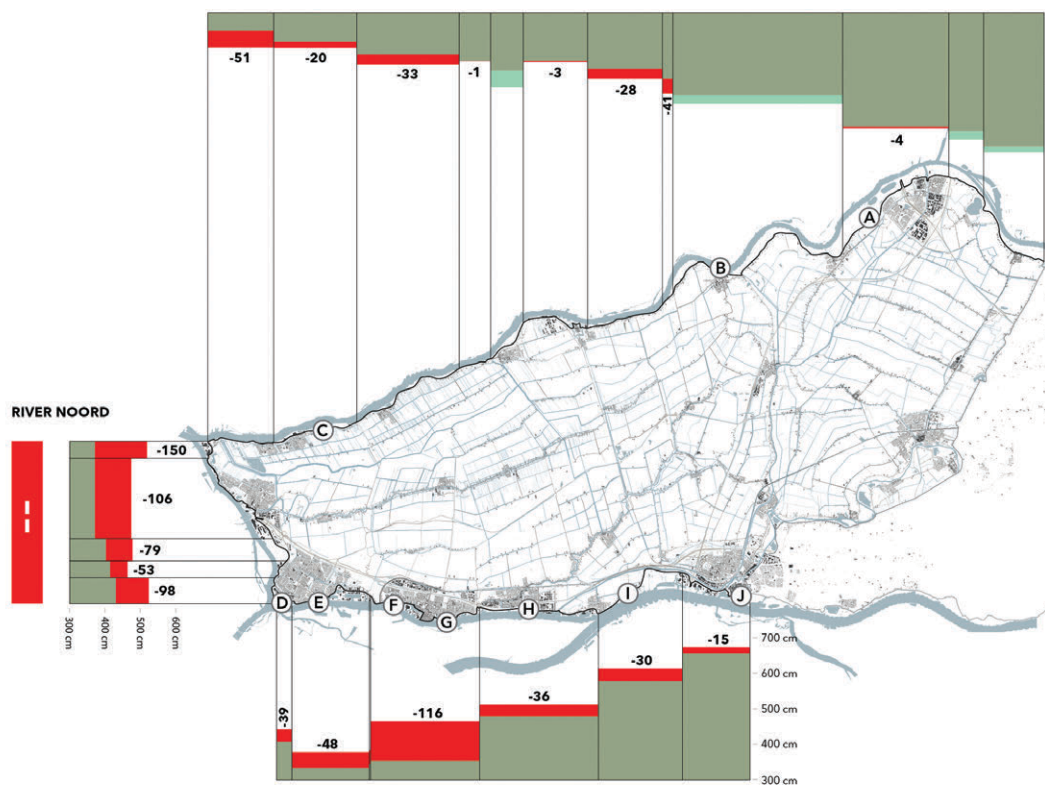 -51
-20
-33
-1
-3
-28
-41
-4
A
B
C
RIVER NOORD
-150
-106
-79
-53
-98
--
300 cm
400 cm
500 cm
600 cm
D
E
F
G
H
I
J
-39
-48
-116
-36
-30
-15
700 cm
600 cm
500 cm
400 cm
300 cm